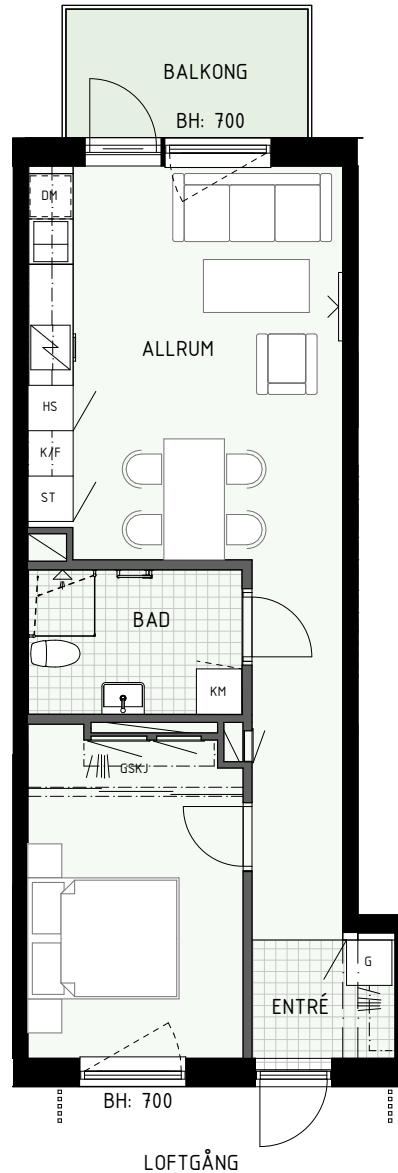 BALKONG
BH: 700
DM
ALLRUM
HS
K/F
ST
BAD
KM
GSKJ
G
ENTRÉ
BH: 700
LOFTGÅNG